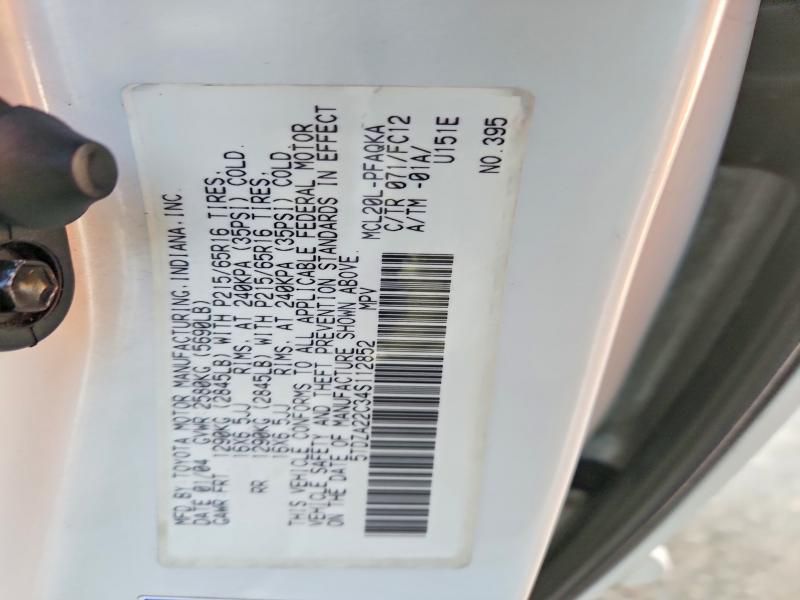 MFD BY TOYOTA MOTOR MANUFACTURING, INDIANA, INC.
DATE 01/04 GVWR 2580KG (5690LB)
GAWR FRT 1290KG (2845LB) WITH P215/65R16 TIRES,
16X6.5JJ RIMS, AT 240KPA (35PSI) COLD.
RR 1290KG (2845LB) WITH P215/65R16 TIRES,
16X6.5JJ RIMS, AT 240KPA (35PSI) COLD.
THIS VEHICLE CONFORMS TO ALL APPLICABLE FEDERAL MOTOR
VEHICLE SAFETY AND THEFT PREVENTION STANDARDS IN EFFECT
ON THE DATE OF MANUFACTURE SHOWN ABOVE.
5TDZA22C34S112852 MPV
MCL20L-PFAQKA
C/TR 071/FC12
A/TM -01A/
U151E
NO.395